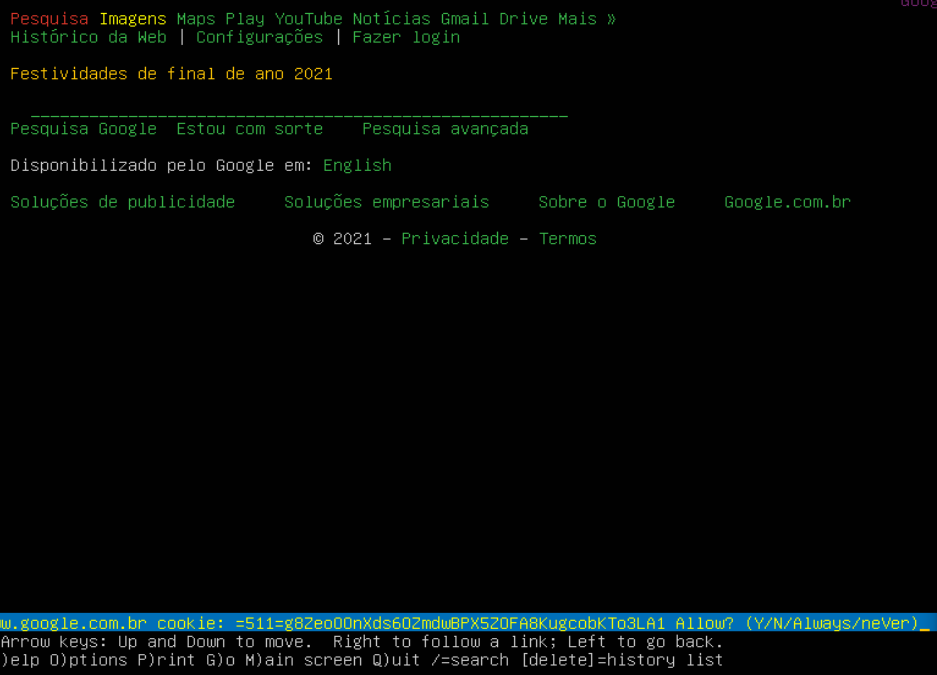 Goog
Pesquisa Imagens Maps Play YouTube Notícias Gmail Drive Mais »
Histórico da Web | Configurações | Fazer login
Festividades de final de ano 2021
Pesquisa Google Estou com sorte Pesquisa avançada
Disponibilizado pelo Google em: English
Soluções de publicidade Soluções empresariais Sobre o Google Google.com.br
© 2021 - Privacidade - Termos
w.google.com.br cookie: =511=g8ZeoOOnXds6OZmdwBPX5ZOFA8KugcobKTo3LA1 Allow? (Y/N/Always/neVer)_
Arrow keys: Up and Down to move. Right to follow a link; Left to go back.
)elp O)ptions P)rint G)o M)ain screen Q)uit /=search [delete]=history list